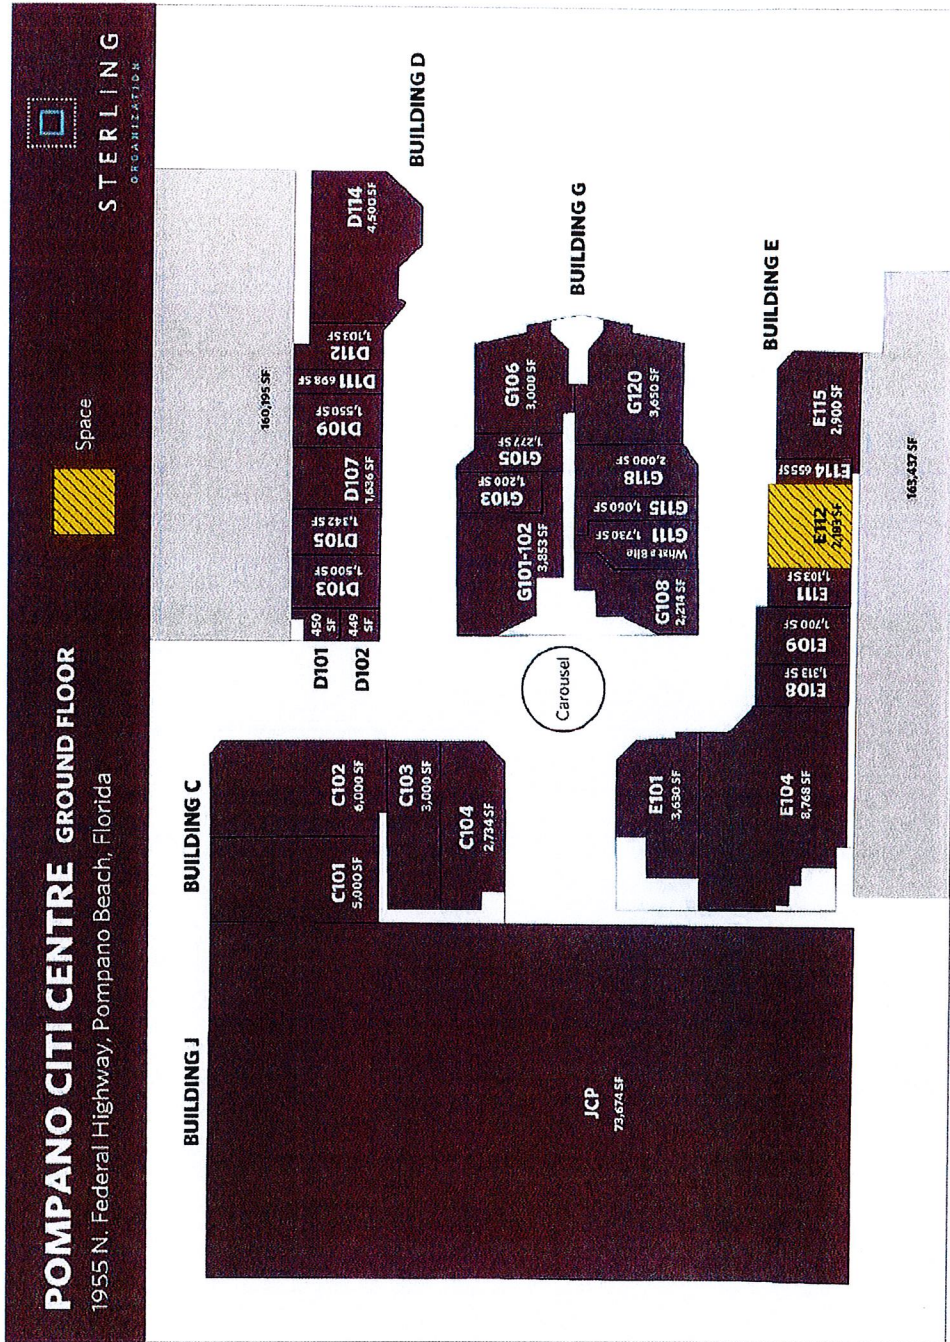 POMPANO CITI CENTRE GROUND FLOOR
1955 N. Federal Highway, Pompano Beach, Florida
Space
STERLING
ORGANIZATION
BUILDING J
BUILDING C
BUILDING D
BUILDING G
BUILDING E
160,195 SF
JCP
73,674 SF
C101
5,000 SF
C102
6,000 SF
C103
3,000 SF
C104
2,734 SF
D101
450
SF
D102
449
SF
D103
1,500 SF
D105
1,342 SF
D107
1,636 SF
D109
1,550 SF
D111 698 SF
D112
1,103 SF
D114
4,500 SF
Carousel
G101-102
3,853 SF
G103
1,200 SF
G105
1,277 SF
G106
3,000 SF
G108
2,214 SF
What a Bite
G111
1,730 SF
G115
1,060 SF
G118
2,000 SF
G120
3,650 SF
E101
3,630 SF
E104
8,768 SF
E108
1,313 SF
E109
1,700 SF
E111
1,103 SF
E112
2,183 SF
E114 655 SF
E115
2,900 SF
163,437 SF